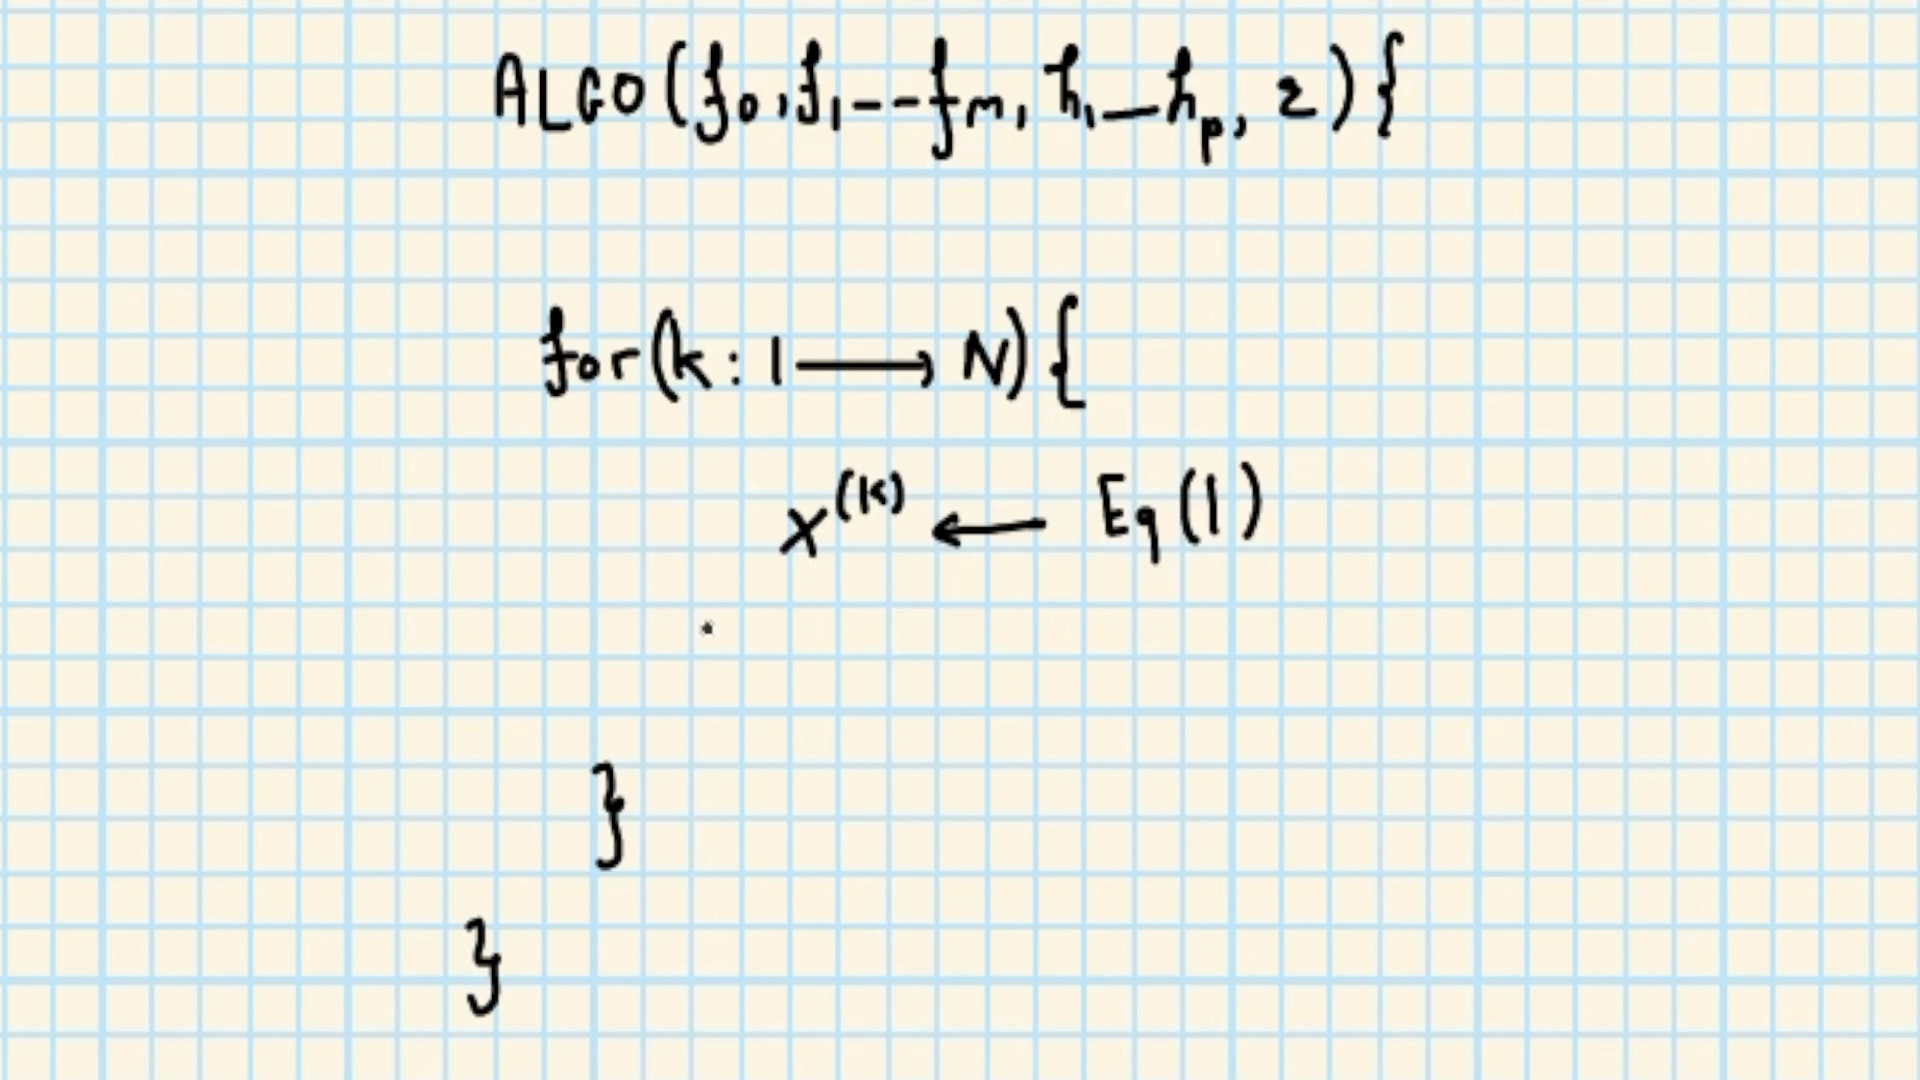 ALGO(f₀,f₁--fₘ, h₁—hₚ, z){
for(k:1⟶N){
x⁽ᵏ⁾ ← Eq(1)
}
}